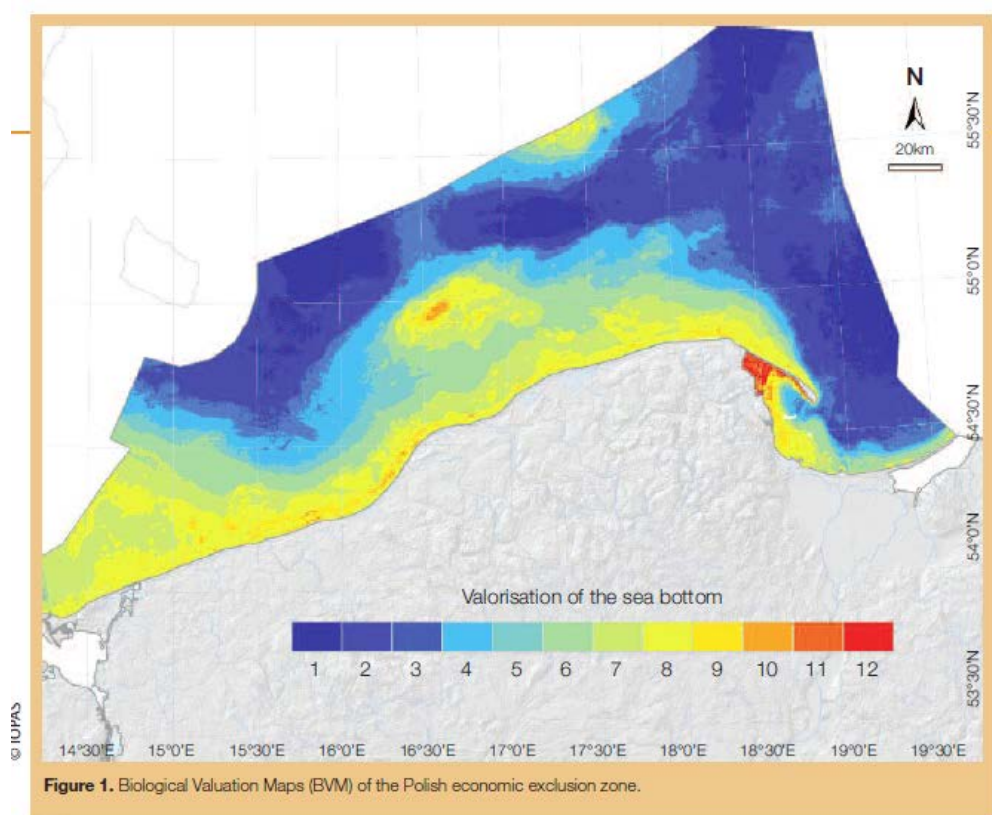 N
20km
55°30'N
55°0'N
54°30'N
54°0'N
53°30'N
Valorisation of the sea bottom
1 2 3 4 5 6 7 8 9 10 11 12
14°30'E 15°0'E 15°30'E 16°0'E 16°30'E 17°0'E 17°30'E 18°0'E 18°30'E 19°0'E 19°30'E
© IOPAS
Figure 1. Biological Valuation Maps (BVM) of the Polish economic exclusion zone.